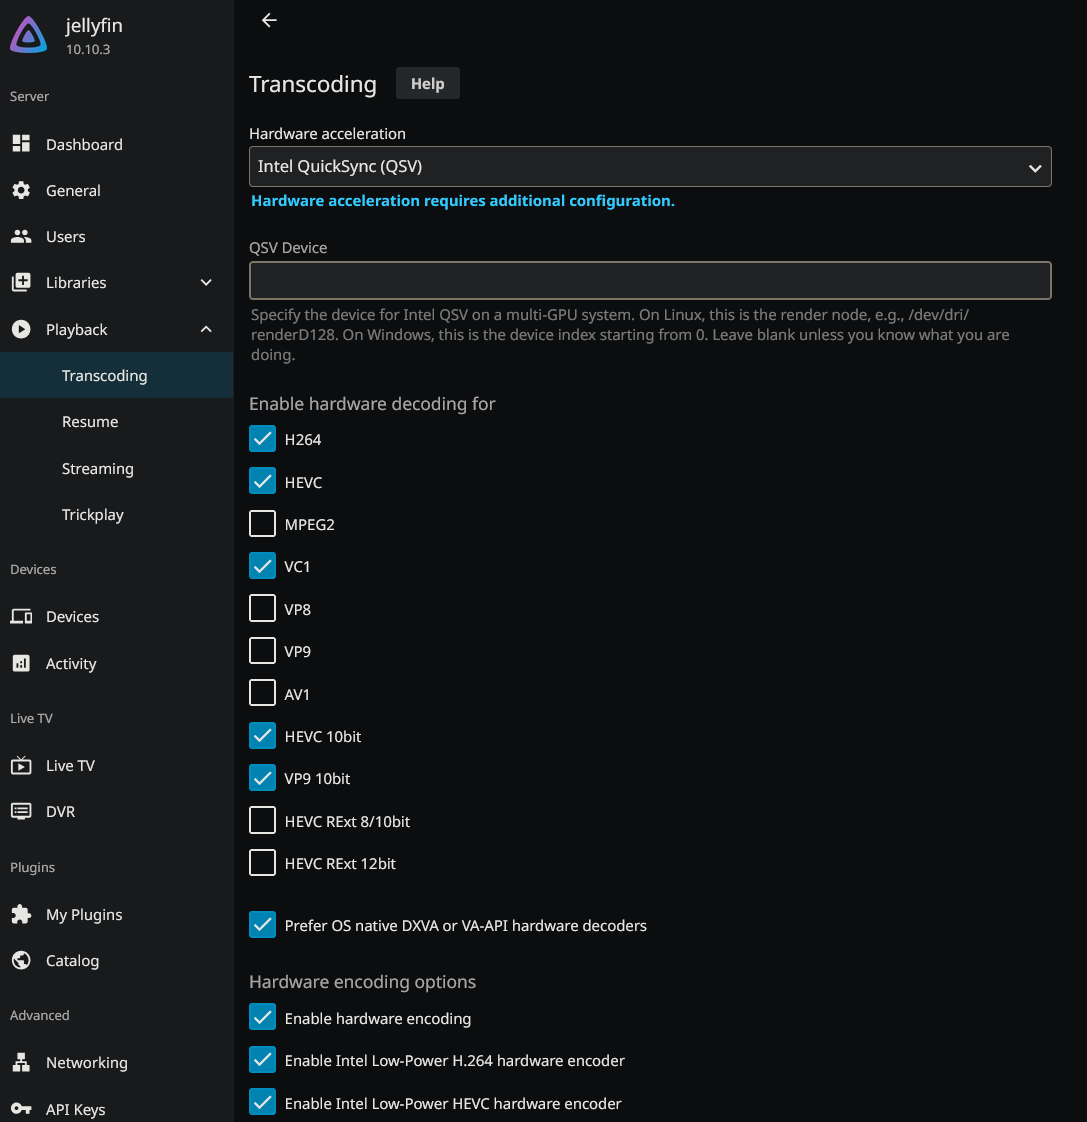 jellyfin
10.10.3
Server
Dashboard
General
Users
Libraries
Playback
Transcoding
Resume
Streaming
Trickplay
Devices
Devices
Activity
Live TV
Live TV
DVR
Plugins
My Plugins
Catalog
Advanced
Networking
API Keys
Transcoding
Help
Hardware acceleration
Intel QuickSync (QSV)
Hardware acceleration requires additional configuration.
QSV Device
Specify the device for Intel QSV on a multi-GPU system. On Linux, this is the render node, e.g., /dev/dri/
renderD128. On Windows, this is the device index starting from 0. Leave blank unless you know what you are
doing.
Enable hardware decoding for
H264
HEVC
MPEG2
VC1
VP8
VP9
AV1
HEVC 10bit
VP9 10bit
HEVC RExt 8/10bit
HEVC RExt 12bit
Prefer OS native DXVA or VA-API hardware decoders
Hardware encoding options
Enable hardware encoding
Enable Intel Low-Power H.264 hardware encoder
Enable Intel Low-Power HEVC hardware encoder